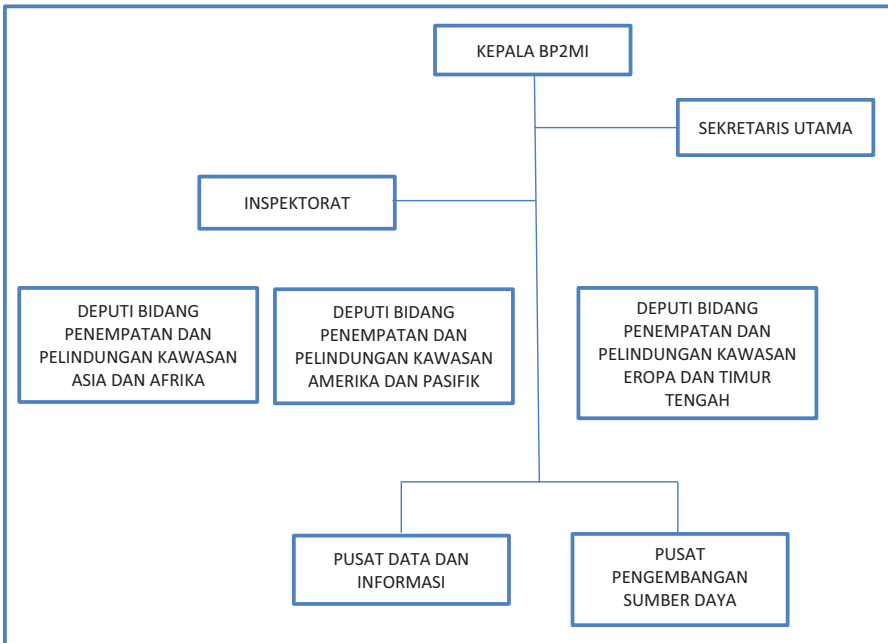 KEPALA BP2MI
SEKRETARIS UTAMA
INSPEKTORAT
DEPUTI BIDANG
PENEMPATAN DAN
PELINDUNGAN KAWASAN
ASIA DAN AFRIKA
DEPUTI BIDANG
PENEMPATAN DAN
PELINDUNGAN KAWASAN
AMERIKA DAN PASIFIK
DEPUTI BIDANG
PENEMPATAN DAN
PELINDUNGAN KAWASAN
EROPA DAN TIMUR
TENGAH
PUSAT DATA DAN
INFORMASI
PUSAT
PENGEMBANGAN
SUMBER DAYA